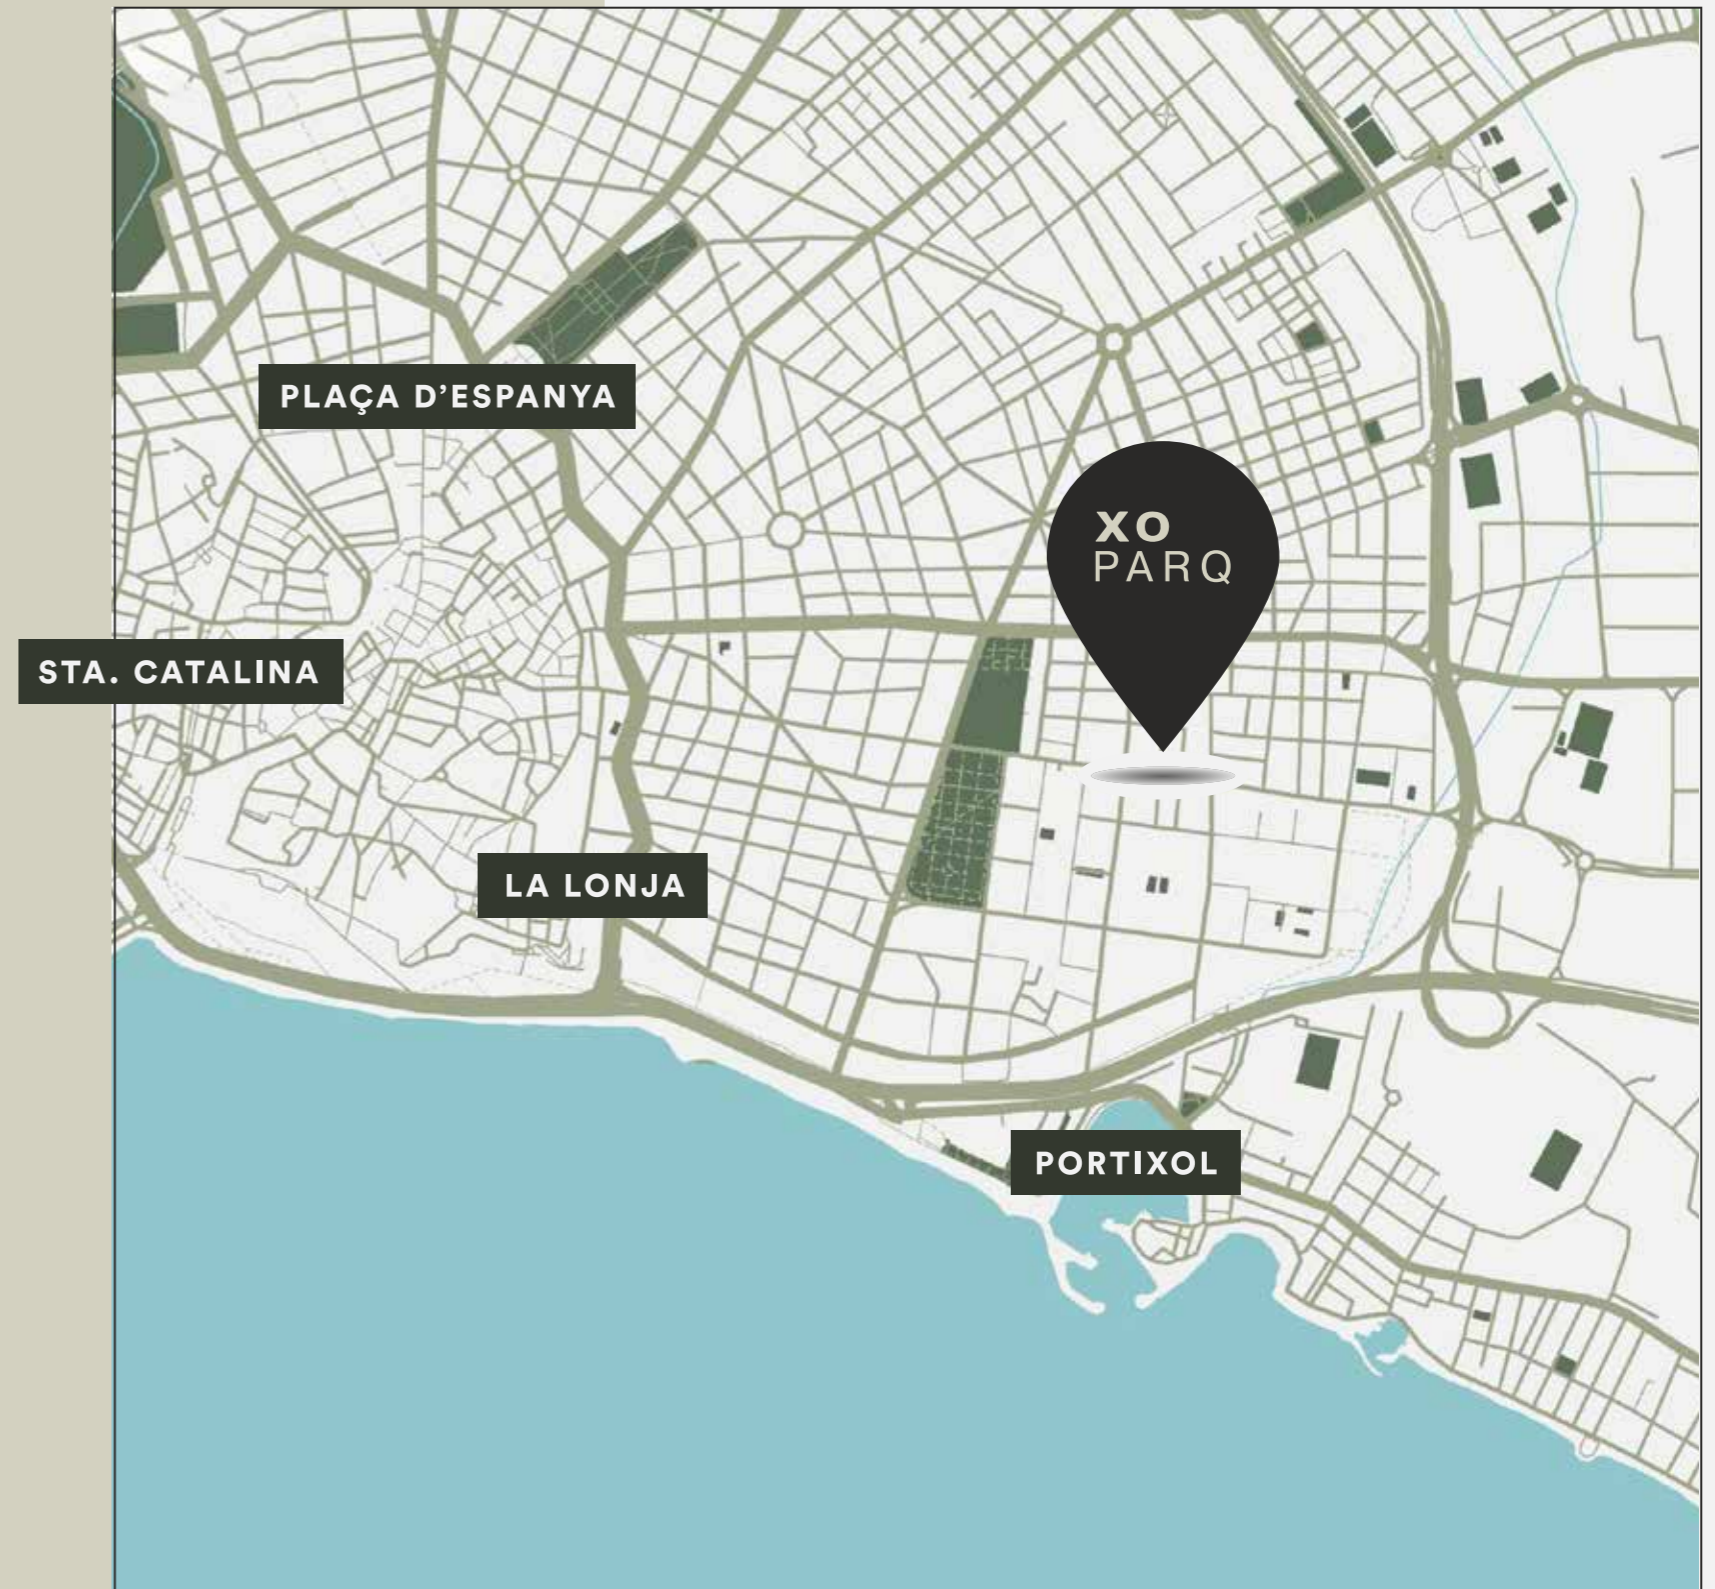 PLAÇA D’ESPANYA
XO
PARQ
STA. CATALINA
LA LONJA
PORTIXOL